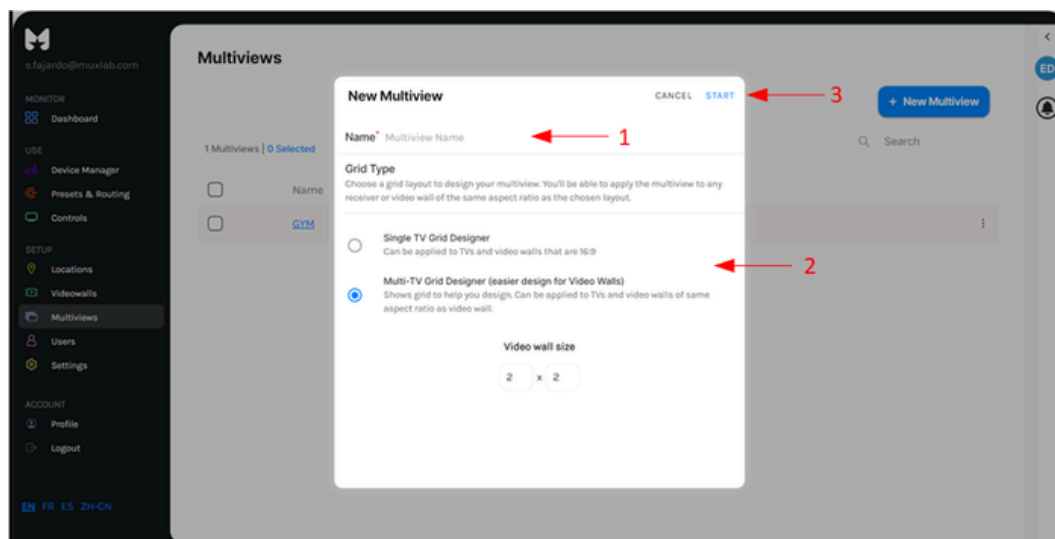 e.fajardo@muxlab.com
MONITOR
Dashboard
USE
Device Manager
Presets & Routing
Controls
SETUP
Locations
Videowalls
Multiviews
Users
Settings
ACCOUNT
Profile
Logout
EN FR ES ZH-CN
Multiviews
+ New Multiview
1 Multiviews | 0 Selected
Search
Name
GYM
New Multiview CANCEL START
3
Name* Multiview Name
1
Grid Type
Choose a grid layout to design your multiview. You'll be able to apply the multiview to any
receiver or video wall of the same aspect ratio as the chosen layout.
Single TV Grid Designer
Can be applied to TVs and video walls that are 16:9
2
Multi-TV Grid Designer (easier design for Video Walls)
Shows grid to help you design. Can be applied to TVs and video walls of same
aspect ratio as video wall.
Video wall size
2 x 2
ED